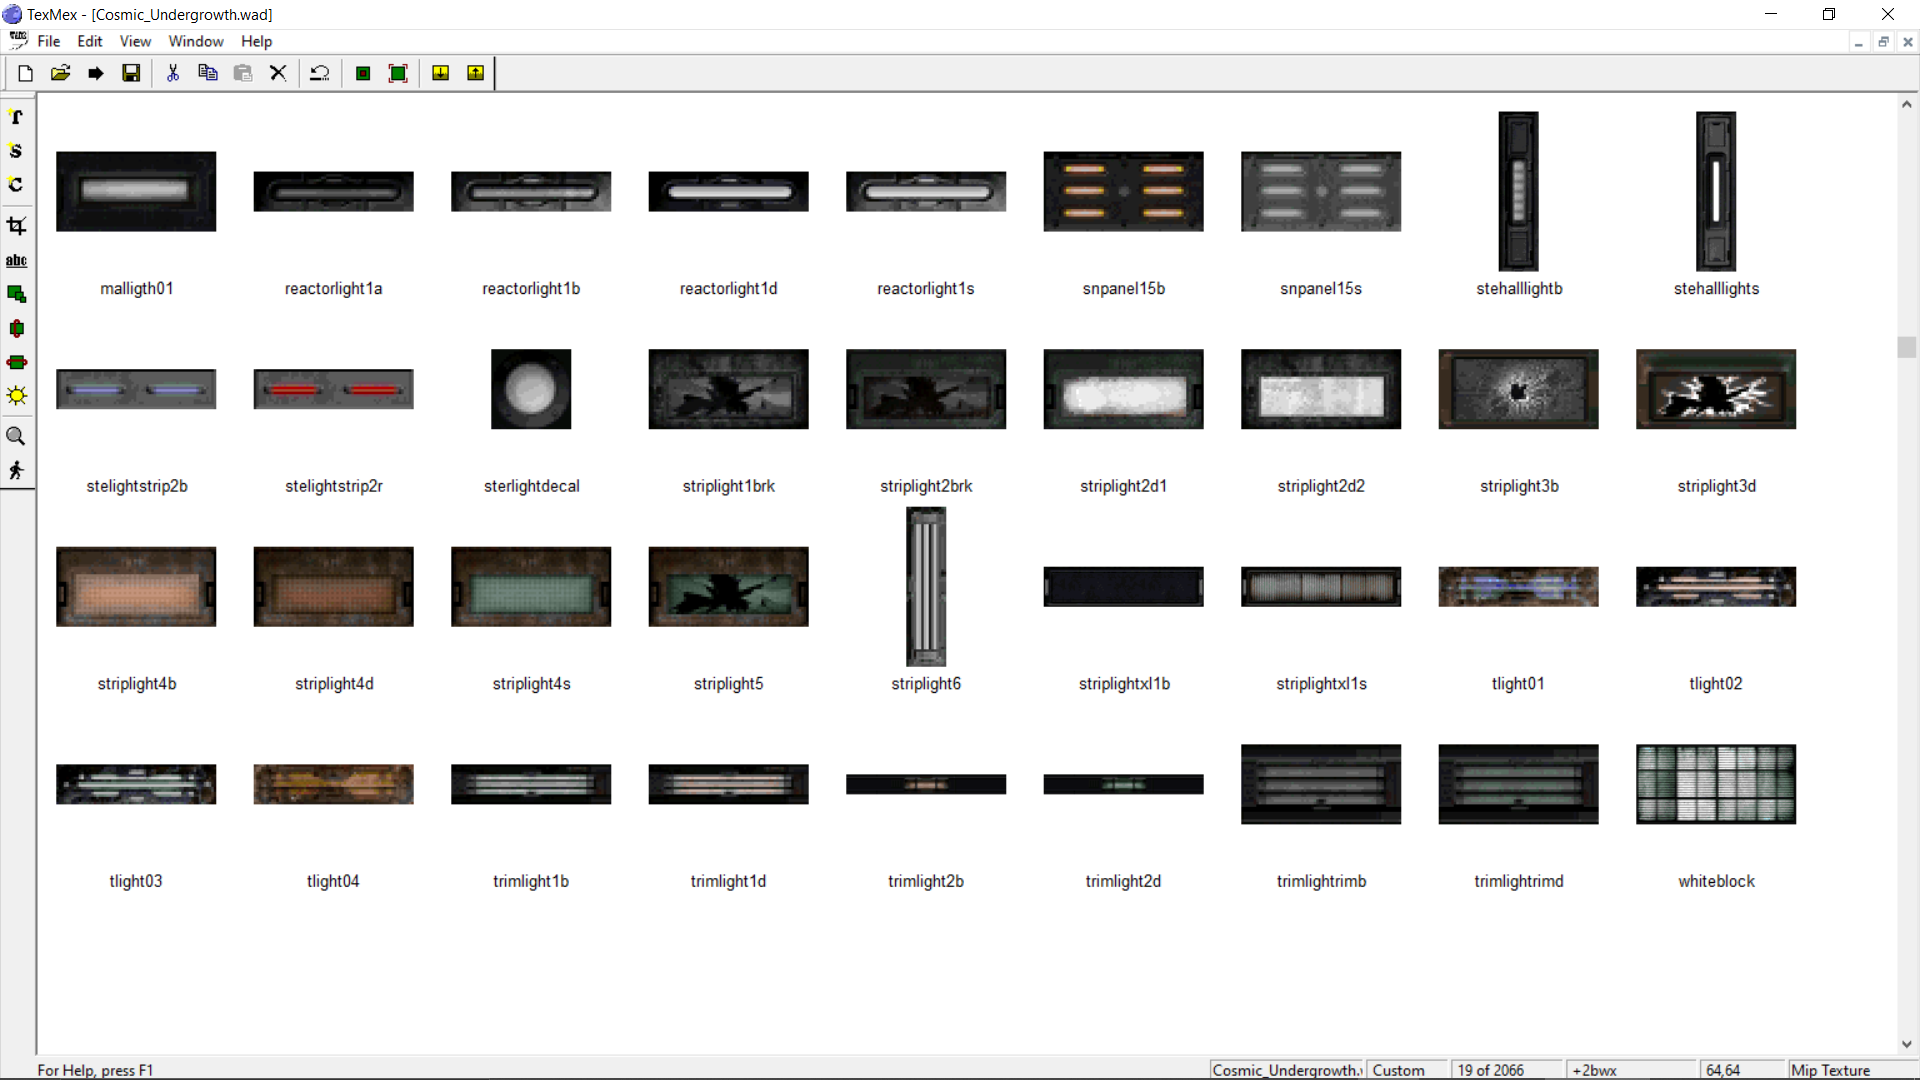 TexMex - [Cosmic_Undergrowth.wad]
File Edit View Window Help
T
S
C
abc
malligth01 reactorlight1a reactorlight1b reactorlight1d reactorlight1s snpanel15b snpanel15s stehalllightb stehalllights
stelightstrip2b stelightstrip2r sterlightdecal striplight1brk striplight2brk striplight2d1 striplight2d2 striplight3b striplight3d
striplight4b striplight4d striplight4s striplight5 striplight6 striplightxl1b striplightxl1s tlight01 tlight02
tlight03 tlight04 trimlight1b trimlight1d trimlight2b trimlight2d trimlightrimb trimlightrimd whiteblock
For Help, press F1 Cosmic_Undergrowth. Custom 19 of 2066 +2bwx 64,64 Mip Texture